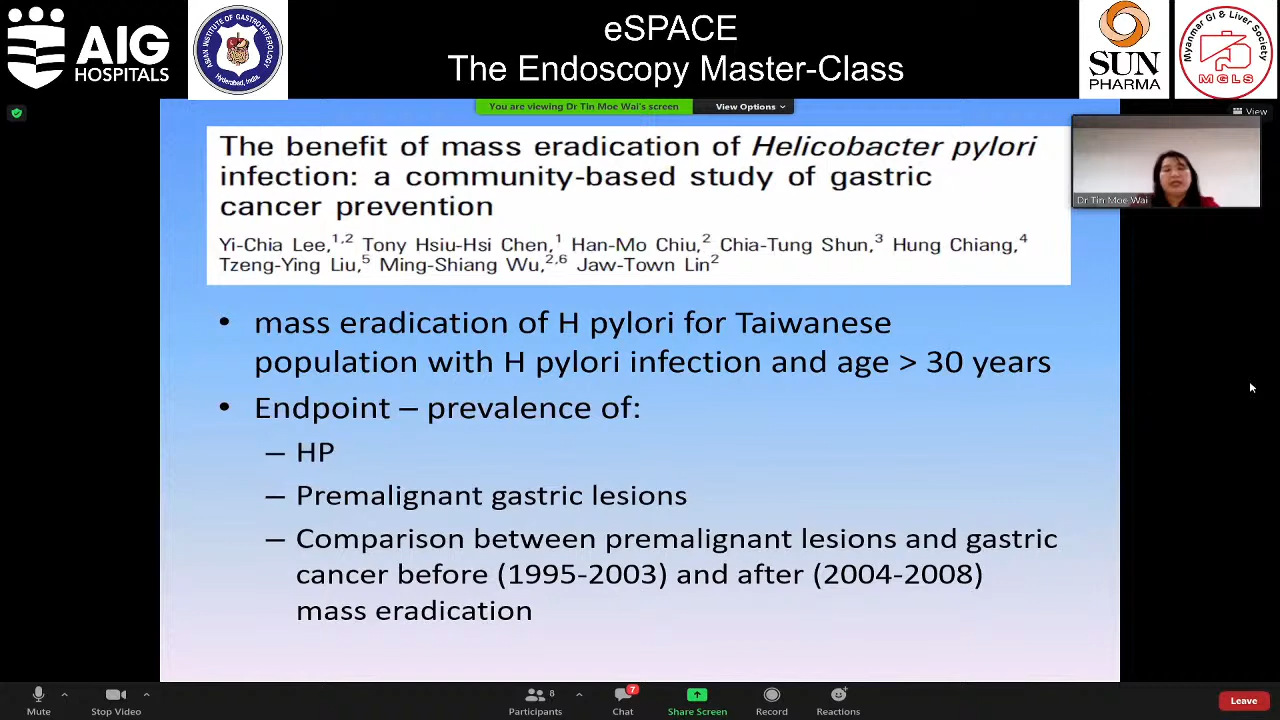 AIG
HOSPITALS
ASIAN INSTITUTE OF GASTROENTEROLOGY
Hyderabad, India.
eSPACE
The Endoscopy Master-Class
SUN
PHARMA
Myanmar GI & Liver Society
MGLS
You are viewing Dr Tin Moe Wai's screen
View Options
View
The benefit of mass eradication of Helicobacter pylori
infection: a community-based study of gastric
cancer prevention
Yi-Chia Lee,1,2 Tony Hsiu-Hsi Chen,1 Han-Mo Chiu,2 Chia-Tung Shun,3 Hung Chiang,4
Tzeng-Ying Liu,5 Ming-Shiang Wu,2,6 Jaw-Town Lin2
Dr Tin Moe Wai
• mass eradication of H pylori for Taiwanese
population with H pylori infection and age > 30 years
• Endpoint – prevalence of:
– HP
– Premalignant gastric lesions
– Comparison between premalignant lesions and gastric
cancer before (1995-2003) and after (2004-2008)
mass eradication
Mute
Stop Video
8
Participants
7
Chat
Share Screen
Record
Reactions
Leave